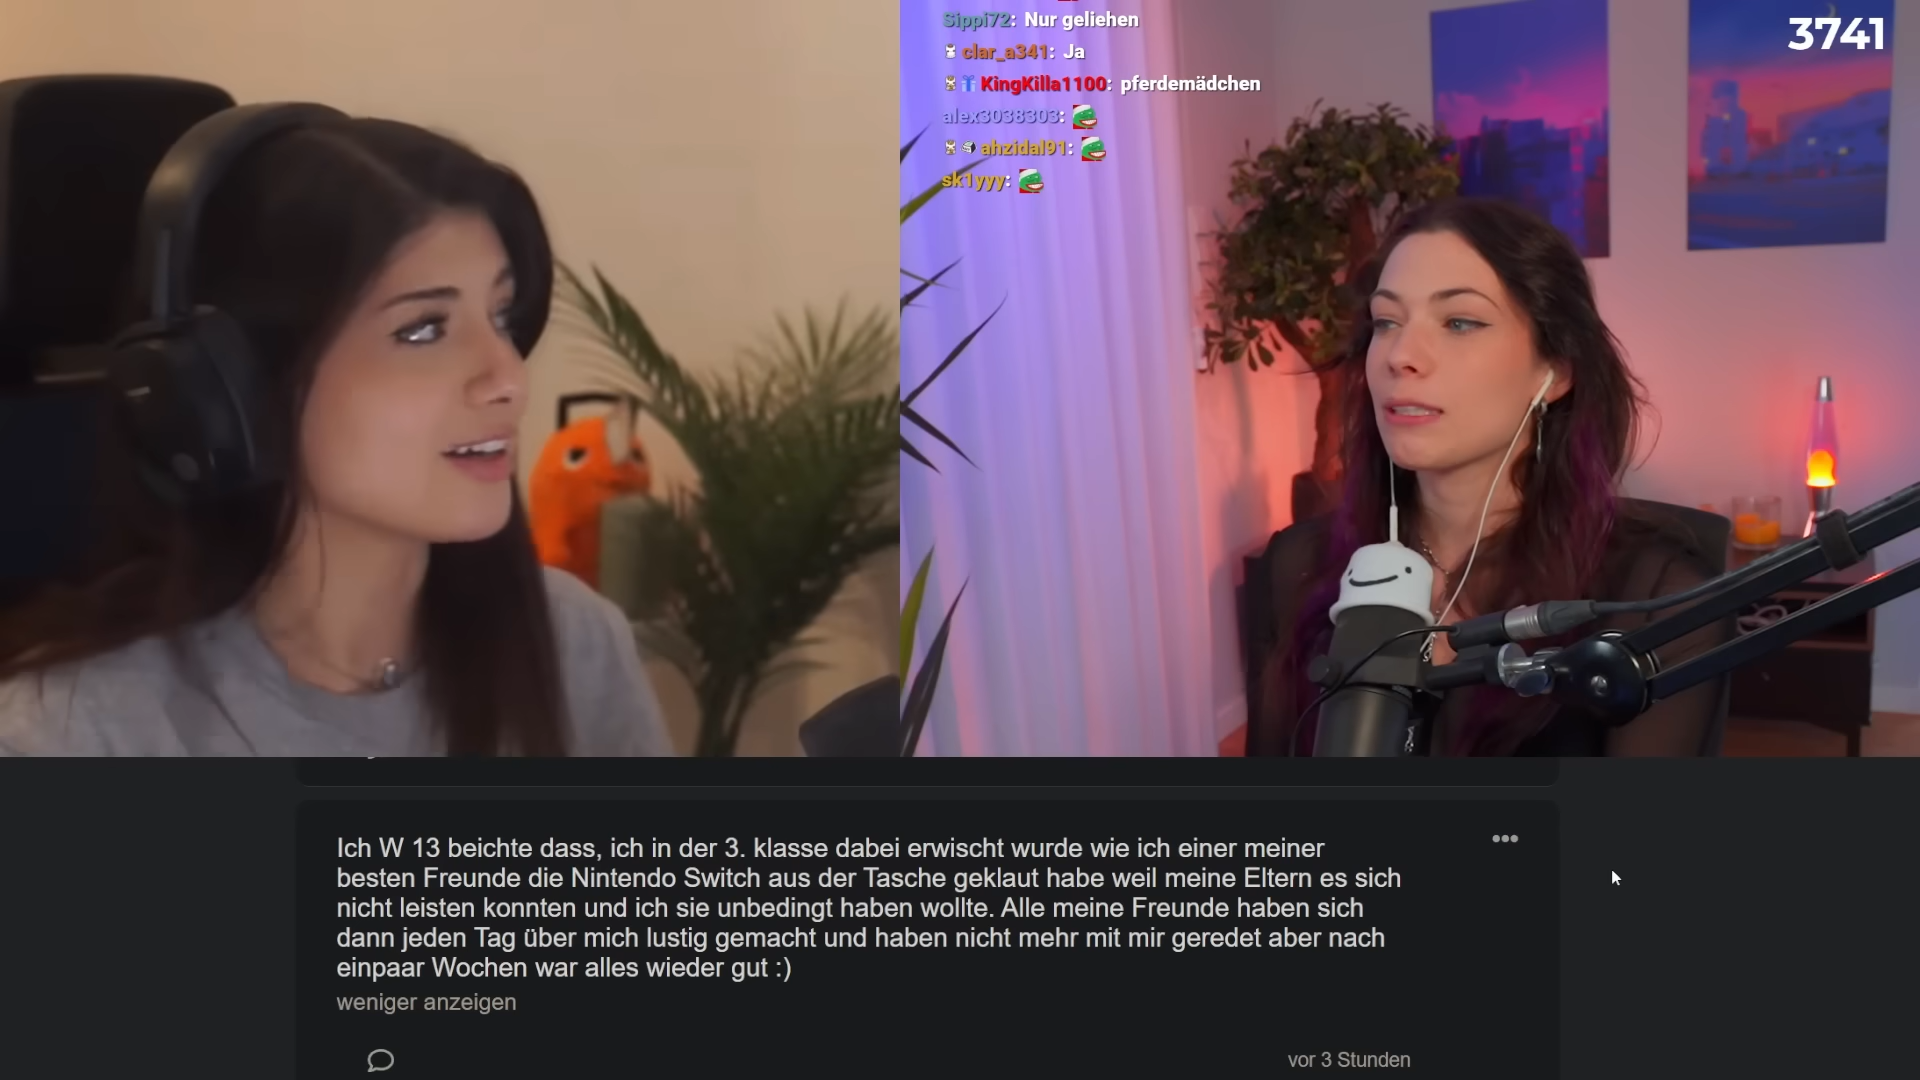 Sippi72: Nur geliehen
3741
clar_a341: Ja
KingKilla1100: pferdemädchen
alex3038303:
ahzidal91:
sk1yyy:
Ich W 13 beichte dass, ich in der 3. klasse dabei erwischt wurde wie ich einer meiner
besten Freunde die Nintendo Switch aus der Tasche geklaut habe weil meine Eltern es sich
nicht leisten konnten und ich sie unbedingt haben wollte. Alle meine Freunde haben sich
dann jeden Tag über mich lustig gemacht und haben nicht mehr mit mir geredet aber nach
einpaar Wochen war alles wieder gut :)
weniger anzeigen
vor 3 Stunden